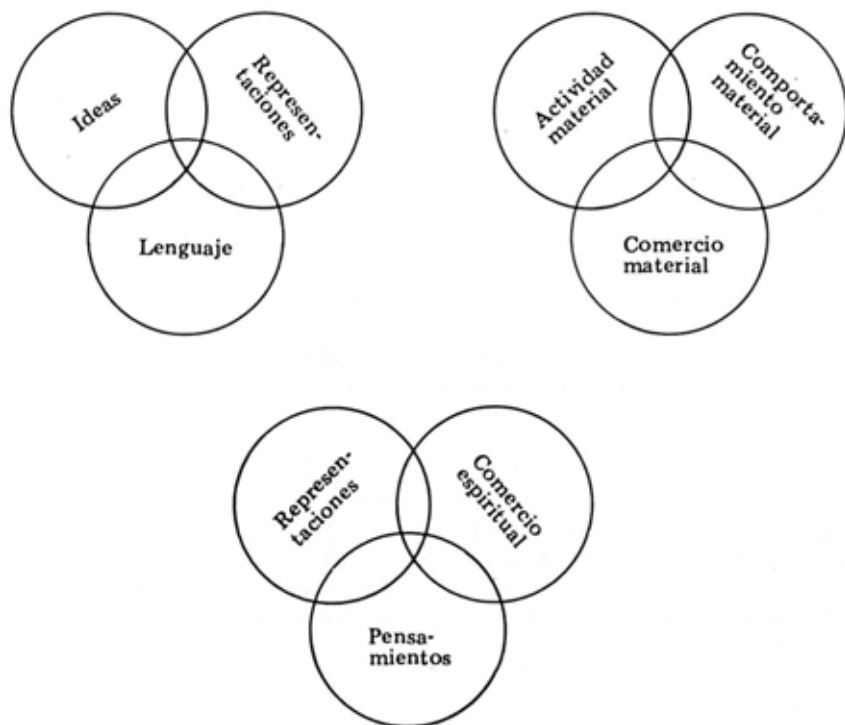 Ideas
Represen-
taciones
Lenguaje
Actividad
material
Comporta-
miento
material
Comercio
material
Represen-
taciones
Comercio
espiritual
Pensa-
mientos